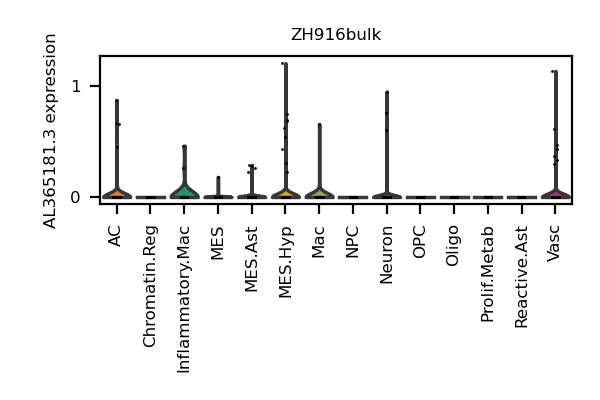 ZH916bulk
AL365181.3 expression
1
0
AC
Chromatin.Reg
Inflammatory.Mac
MES
MES.Ast
MES.Hyp
Mac
NPC
Neuron
OPC
Oligo
Prolif.Metab
Reactive.Ast
Vasc